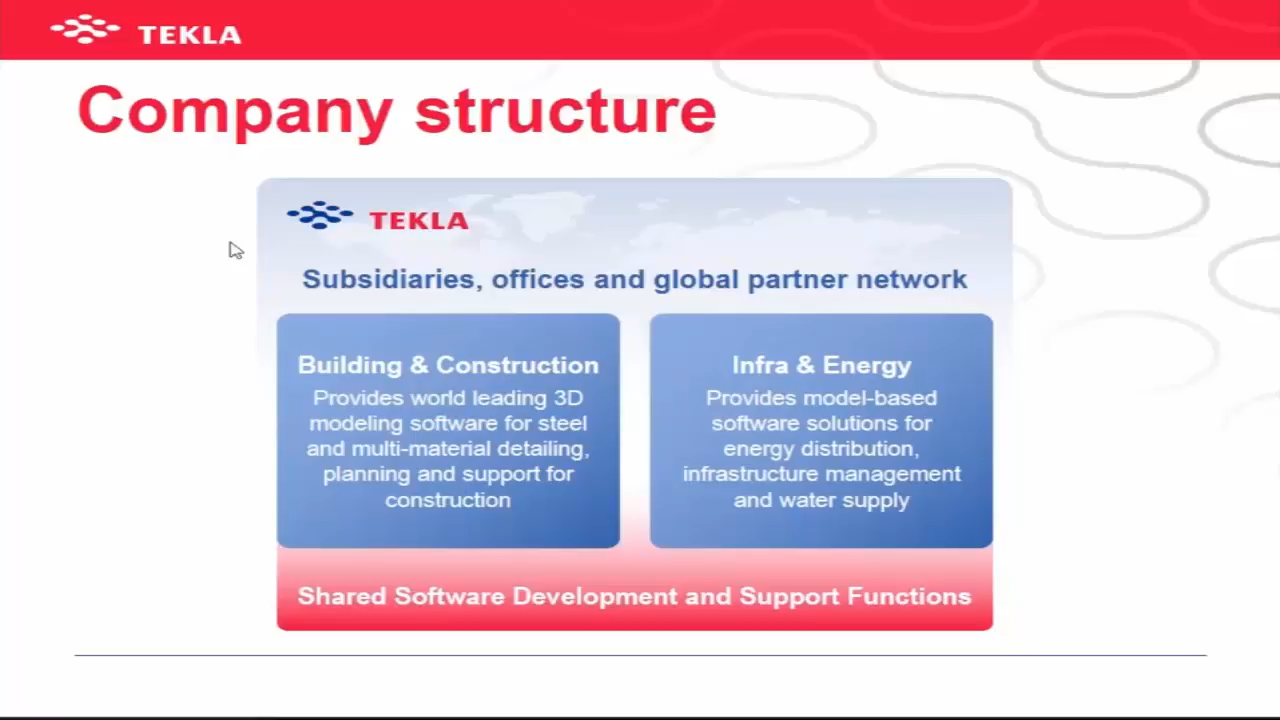 TEKLA
Company structure
TEKLA
Subsidiaries, offices and global partner network
Building & Construction
Provides world leading 3D
modeling software for steel
and multi-material detailing,
planning and support for
construction
Infra & Energy
Provides model-based
software solutions for
energy distribution,
infrastructure management
and water supply
Shared Software Development and Support Functions